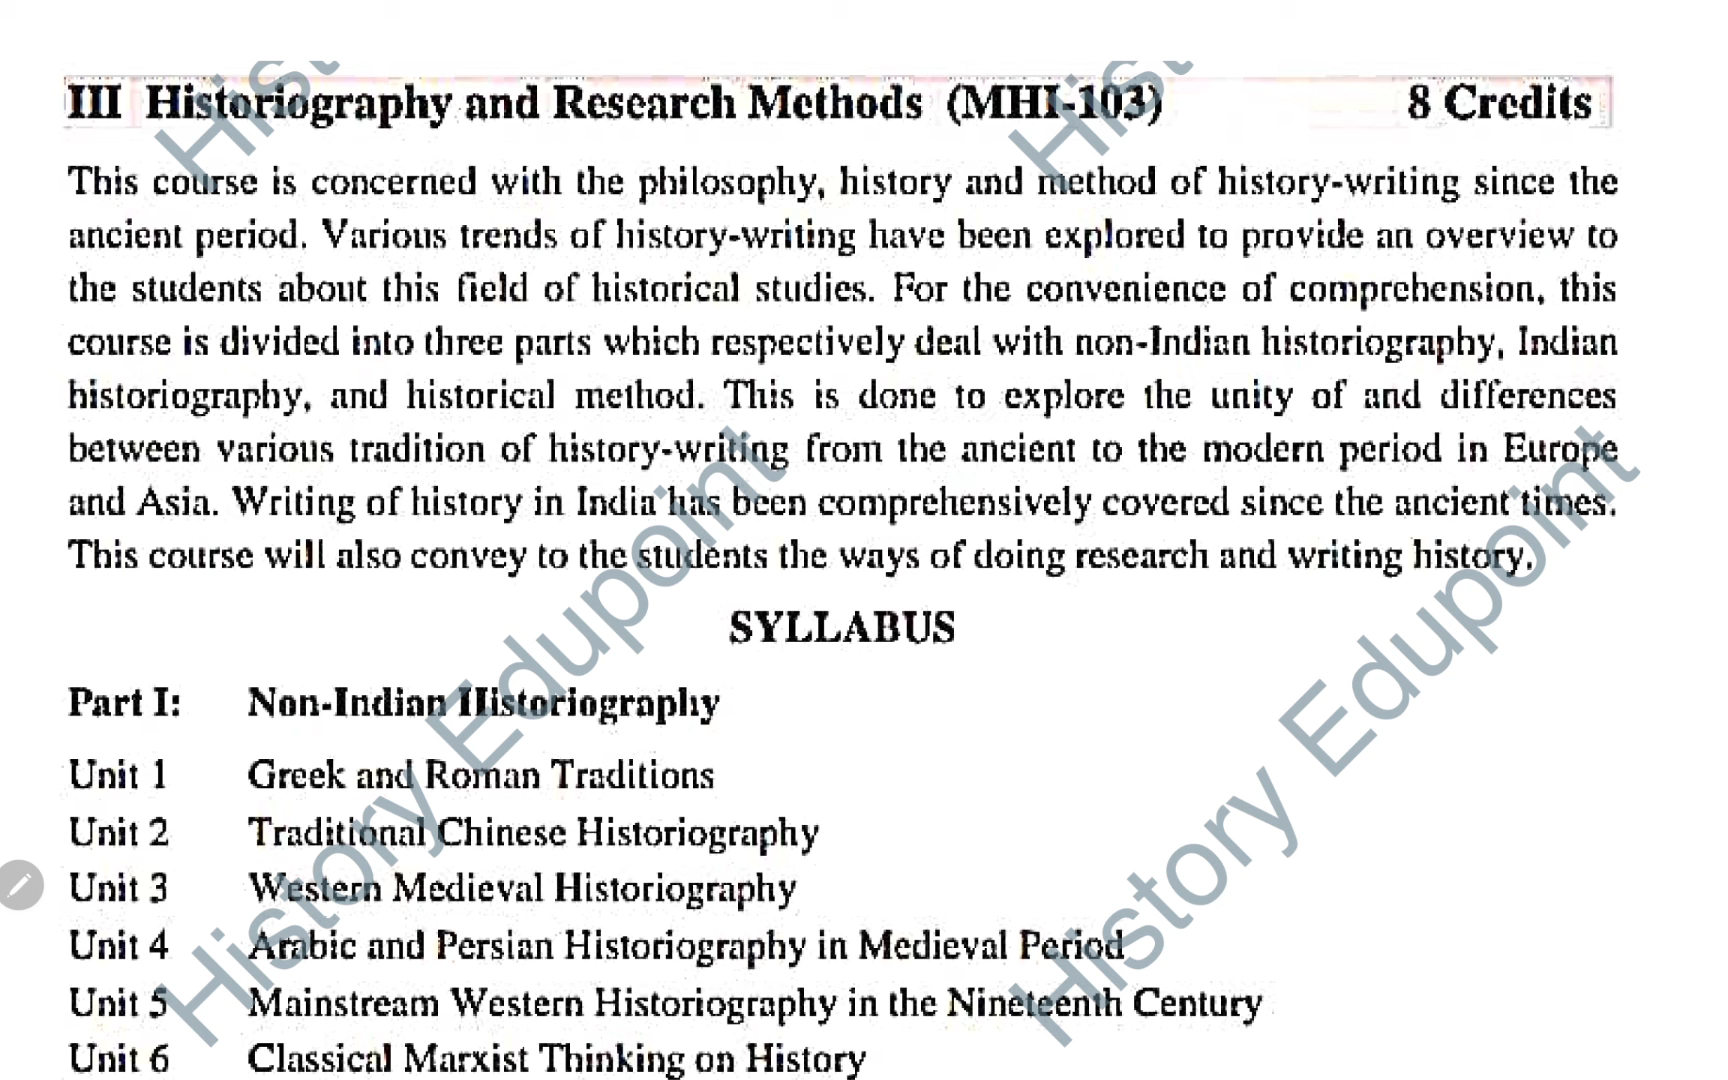 III Historiography and Research Methods (MHI-103) 8 Credits
This course is concerned with the philosophy, history and method of history-writing since the
ancient period. Various trends of history-writing have been explored to provide an overview to
the students about this field of historical studies. For the convenience of comprehension, this
course is divided into three parts which respectively deal with non-Indian historiography, Indian
historiography, and historical method. This is done to explore the unity of and differences
between various tradition of history-writing from the ancient to the modern period in Europe
and Asia. Writing of history in India has been comprehensively covered since the ancient times.
This course will also convey to the students the ways of doing research and writing history.
SYLLABUS
Part I: Non-Indian Historiography
Unit 1 Greek and Roman Traditions
Unit 2 Traditional Chinese Historiography
Unit 3 Western Medieval Historiography
Unit 4 Arabic and Persian Historiography in Medieval Period
Unit 5 Mainstream Western Historiography in the Nineteenth Century
Unit 6 Classical Marxist Thinking on History
History Edupoint
History Edupoint
His
His